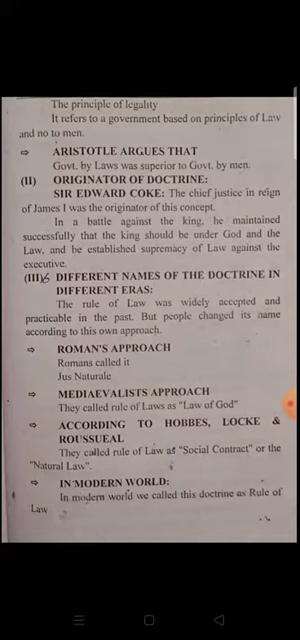 The principle of legality
It refers to a government based on principles of Law
and no to men.
⇨ ARISTOTLE ARGUES THAT
Govt. by Laws was superior to Govt. by men.
(II) ORIGINATOR OF DOCTRINE:
SIR EDWARD COKE: The chief justice in reign
of James I was the originator of this concept.
In a battle against the king, he maintained
successfully that the king should be under God and the
Law, and be established supremacy of Law against the
executive.
(III) DIFFERENT NAMES OF THE DOCTRINE IN
DIFFERENT ERAS:
The rule of Law was widely accepted and
practicable in the past. But people changed its name
according to this own approach.
⇨ ROMAN'S APPROACH
Romans called it
Jus Naturale
⇨ MEDIAEVALISTS APPROACH
They called rule of Laws as "Law of God"
⇨ ACCORDING TO HOBBES, LOCKE &
ROUSSUEAL
They called rule of Law as "Social Contract" or the
"Natural Law".
⇨ IN MODERN WORLD:
In modern world we called this doctrine as Rule of
Law